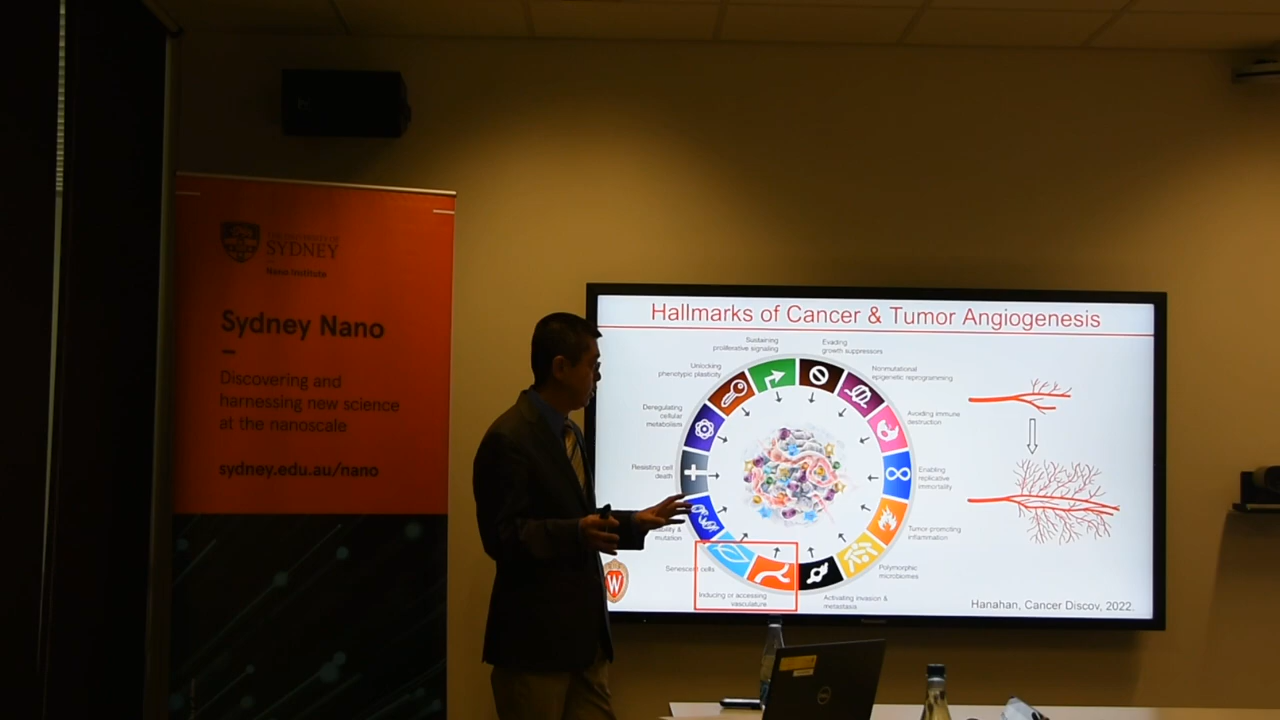 THE UNIVERSITY OF
SYDNEY
Nano Institute
Sydney Nano
Discovering and
harnessing new science
at the nanoscale
sydney.edu.au/nano
Hallmarks of Cancer & Tumor Angiogenesis
Sustaining
proliferative signaling
Evading
growth suppressors
Nonmutational
epigenetic reprogramming
Avoiding immune
destruction
Enabling
replicative
immortality
Tumor-promoting
inflammation
Polymorphic
microbiomes
Activating invasion &
metastasis
Inducing or accessing
vasculature
Senescent cells
mutation
Resisting cell
death
Deregulating
cellular
metabolism
Unlocking
phenotypic plasticity
W
Hanahan, Cancer Discov, 2022.
Panasonic
DELL